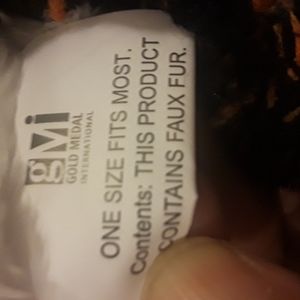 gMi
GOLD MEDAL
INTERNATIONAL
ONE SIZE FITS MOST.
Contents: THIS PRODUCT
CONTAINS FAUX FUR.